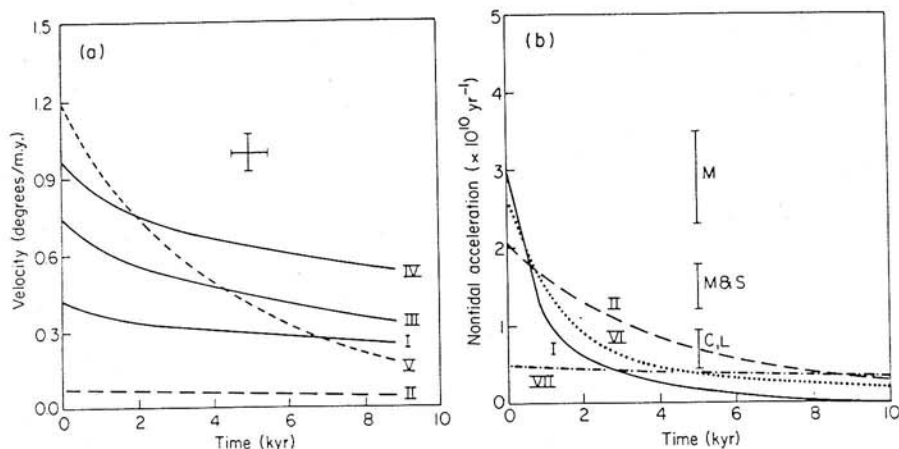 (a)
Velocity (degrees/m.y.)
1.5
1.2
0.9
0.6
0.3
0.0
IV
III
I
V
II
0
2
4
6
8
10
Time (kyr)
(b)
Nontidal acceleration (× 10¹⁰ yr⁻¹)
5
4
3
2
1
0
M
M & S
C,L
II
VI
I
VII
0
2
4
6
8
10
Time (kyr)